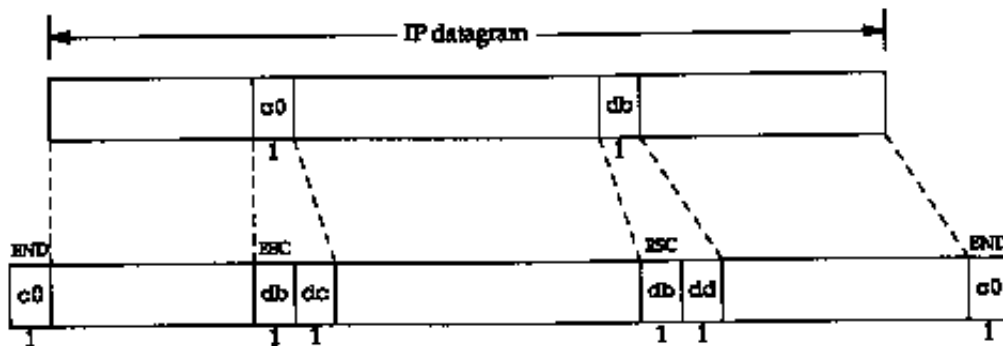 IP datagram
c0 db
1 1
END ESC ESC END
c0 db dc db dd c0
1 1 1 1 1 1